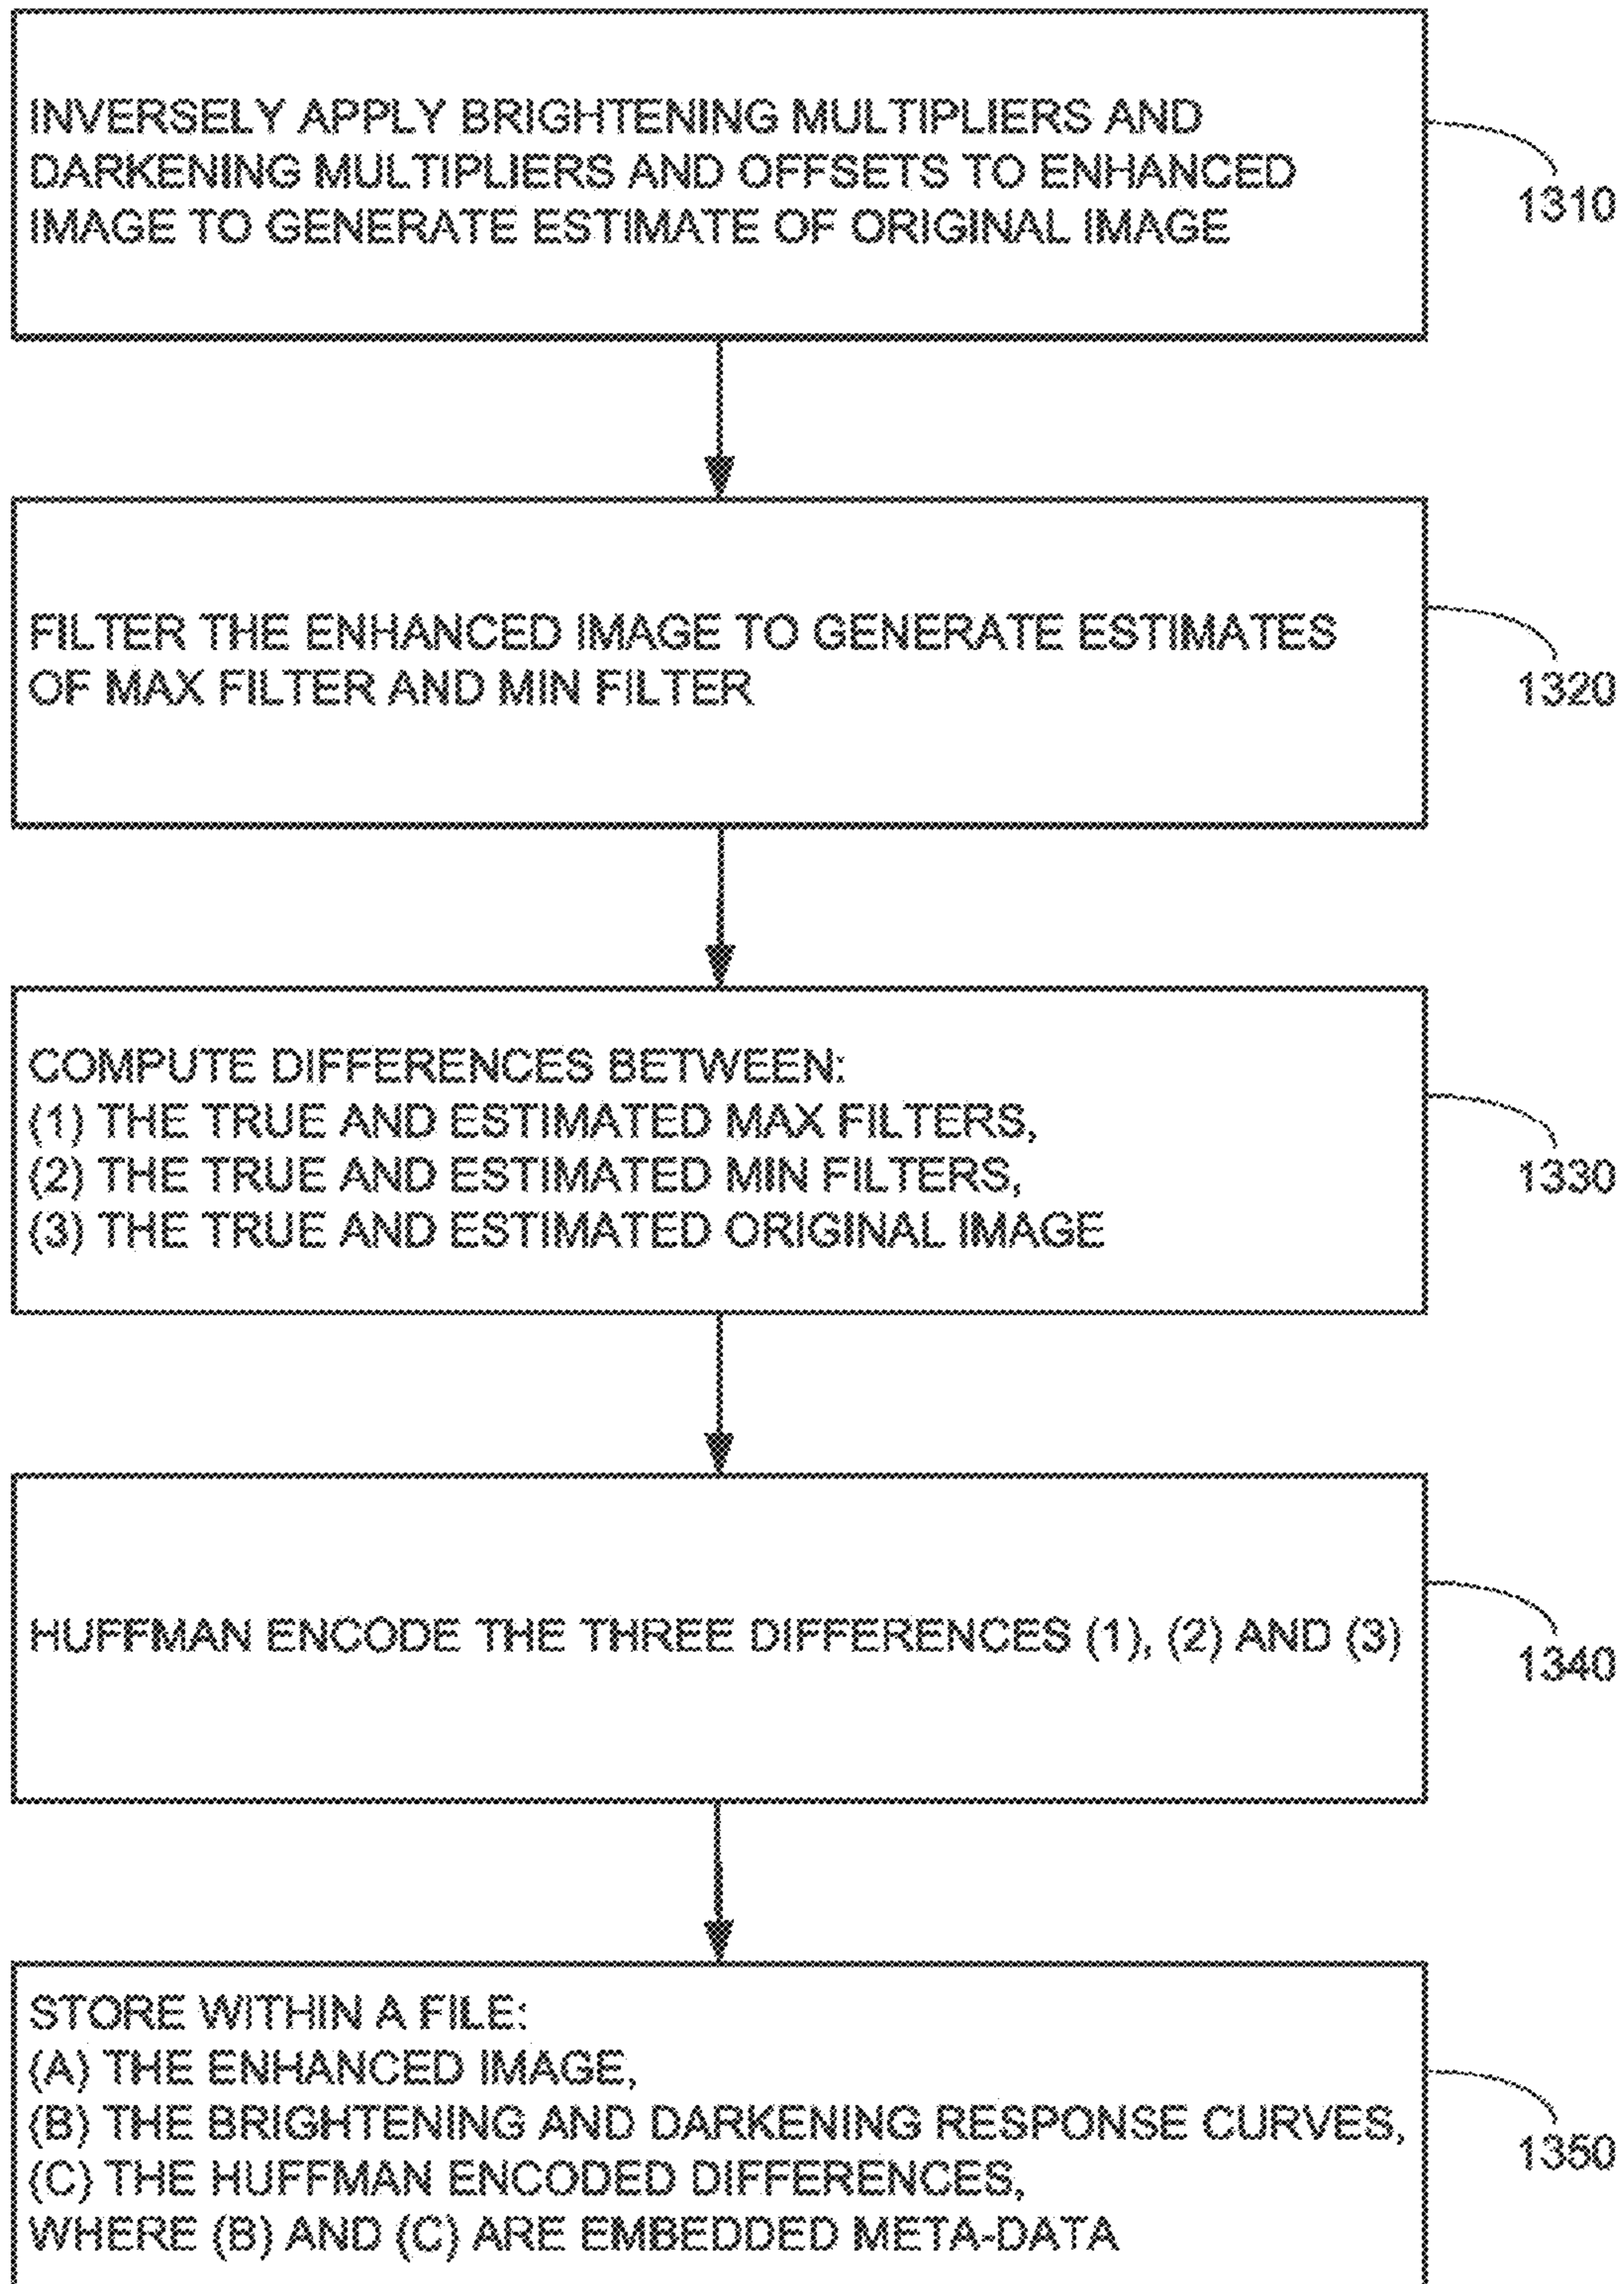 INVERSELY APPLY BRIGHTENING MULTIPLIERS AND
DARKENING MULTIPLIERS AND OFFSETS TO ENHANCED
IMAGE TO GENERATE ESTIMATE OF ORIGINAL IMAGE
1310
FILTER THE ENHANCED IMAGE TO GENERATE ESTIMATES
OF MAX FILTER AND MIN FILTER
1320
COMPUTE DIFFERENCES BETWEEN:
(1) THE TRUE AND ESTIMATED MAX FILTERS,
(2) THE TRUE AND ESTIMATED MIN FILTERS,
(3) THE TRUE AND ESTIMATED ORIGINAL IMAGE
1330
HUFFMAN ENCODE THE THREE DIFFERENCES (1), (2) AND (3)
1340
STORE WITHIN A FILE:
(A) THE ENHANCED IMAGE,
(B) THE BRIGHTENING AND DARKENING RESPONSE CURVES,
(C) THE HUFFMAN ENCODED DIFFERENCES,
WHERE (B) AND (C) ARE EMBEDDED META-DATA
1350